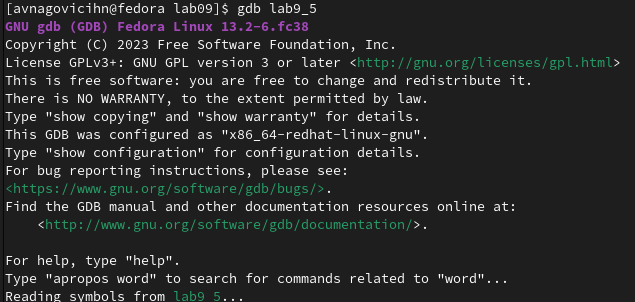 [avnagovicihn@fedora lab09]$ gdb lab9_5
GNU gdb (GDB) Fedora Linux 13.2-6.fc38
Copyright (C) 2023 Free Software Foundation, Inc.
License GPLv3+: GNU GPL version 3 or later <http://gnu.org/licenses/gpl.html>
This is free software: you are free to change and redistribute it.
There is NO WARRANTY, to the extent permitted by law.
Type "show copying" and "show warranty" for details.
This GDB was configured as "x86_64-redhat-linux-gnu".
Type "show configuration" for configuration details.
For bug reporting instructions, please see:
<https://www.gnu.org/software/gdb/bugs/>.
Find the GDB manual and other documentation resources online at:
    <http://www.gnu.org/software/gdb/documentation/>.

For help, type "help".
Type "apropos word" to search for commands related to "word"...
Reading symbols from lab9_5...